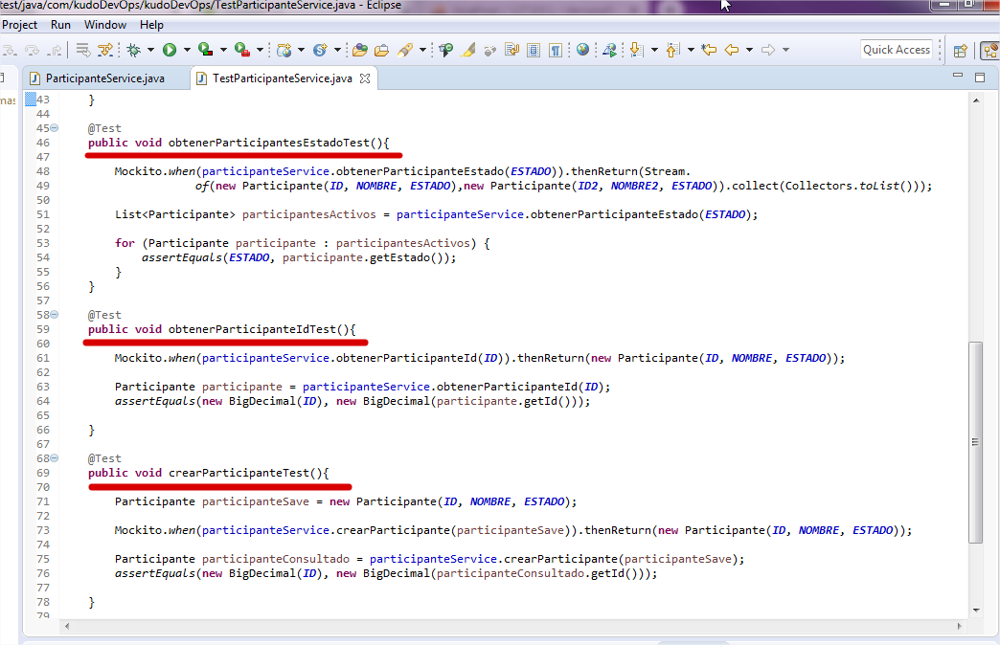 test/java/com/kudoDevOps/kudoDevOps/TestParticipanteService.java - Eclipse
Project Run Window Help
Quick Access
ParticipanteService.java TestParticipanteService.java
mas
43 }
44
45 @Test
46 public void obtenerParticipantesEstadoTest(){
47
48 Mockito.when(participanteService.obtenerParticipanteEstado(ESTADO)).thenReturn(Stream.
49 of(new Participante(ID, NOMBRE, ESTADO),new Participante(ID2, NOMBRE2, ESTADO)).collect(Collectors.toList()));
50
51 List<Participante> participantesActivos = participanteService.obtenerParticipanteEstado(ESTADO);
52
53 for (Participante participante : participantesActivos) {
54 assertEquals(ESTADO, participante.getEstado());
55 }
56 }
57
58 @Test
59 public void obtenerParticipanteIdTest(){
60
61 Mockito.when(participanteService.obtenerParticipanteId(ID)).thenReturn(new Participante(ID, NOMBRE, ESTADO));
62
63 Participante participante = participanteService.obtenerParticipanteId(ID);
64 assertEquals(new BigDecimal(ID), new BigDecimal(participante.getId()));
65
66 }
67
68 @Test
69 public void crearParticipanteTest(){
70
71 Participante participanteSave = new Participante(ID, NOMBRE, ESTADO);
72
73 Mockito.when(participanteService.crearParticipante(participanteSave)).thenReturn(new Participante(ID, NOMBRE, ESTADO));
74
75 Participante participanteConsultado = participanteService.crearParticipante(participanteSave);
76 assertEquals(new BigDecimal(ID), new BigDecimal(participanteConsultado.getId()));
77
78 }
79